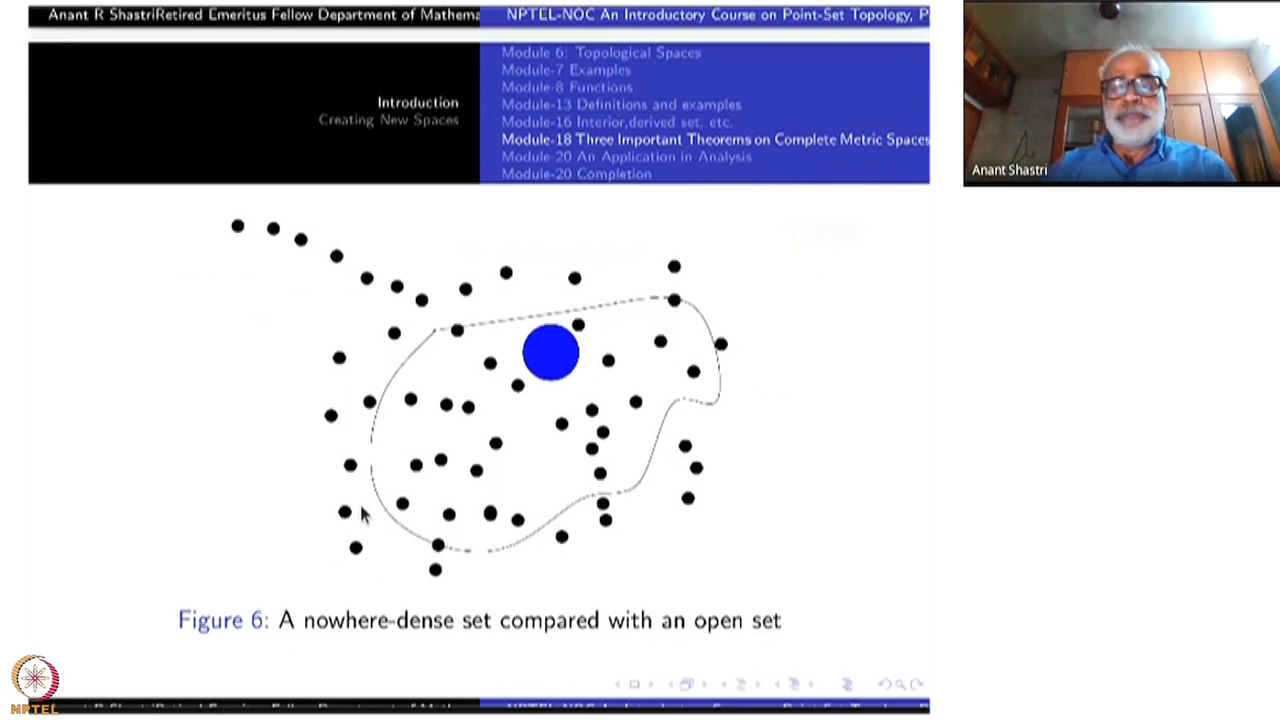 Anant R ShastriRetired Emeritus Fellow Department of Mathema
NPTEL-NOC An Introductory Course on Point-Set Topology, P
Introduction
Creating New Spaces
Module 6: Topological Spaces
Module-7 Examples
Module-8 Functions
Module-13 Definitions and examples
Module-16 Interior,derived set, etc.
Module-18 Three Important Theorems on Complete Metric Spaces
Module-20 An Application in Analysis
Module-20 Completion
Anant Shastri
Figure 6: A nowhere-dense set compared with an open set
NPTEL